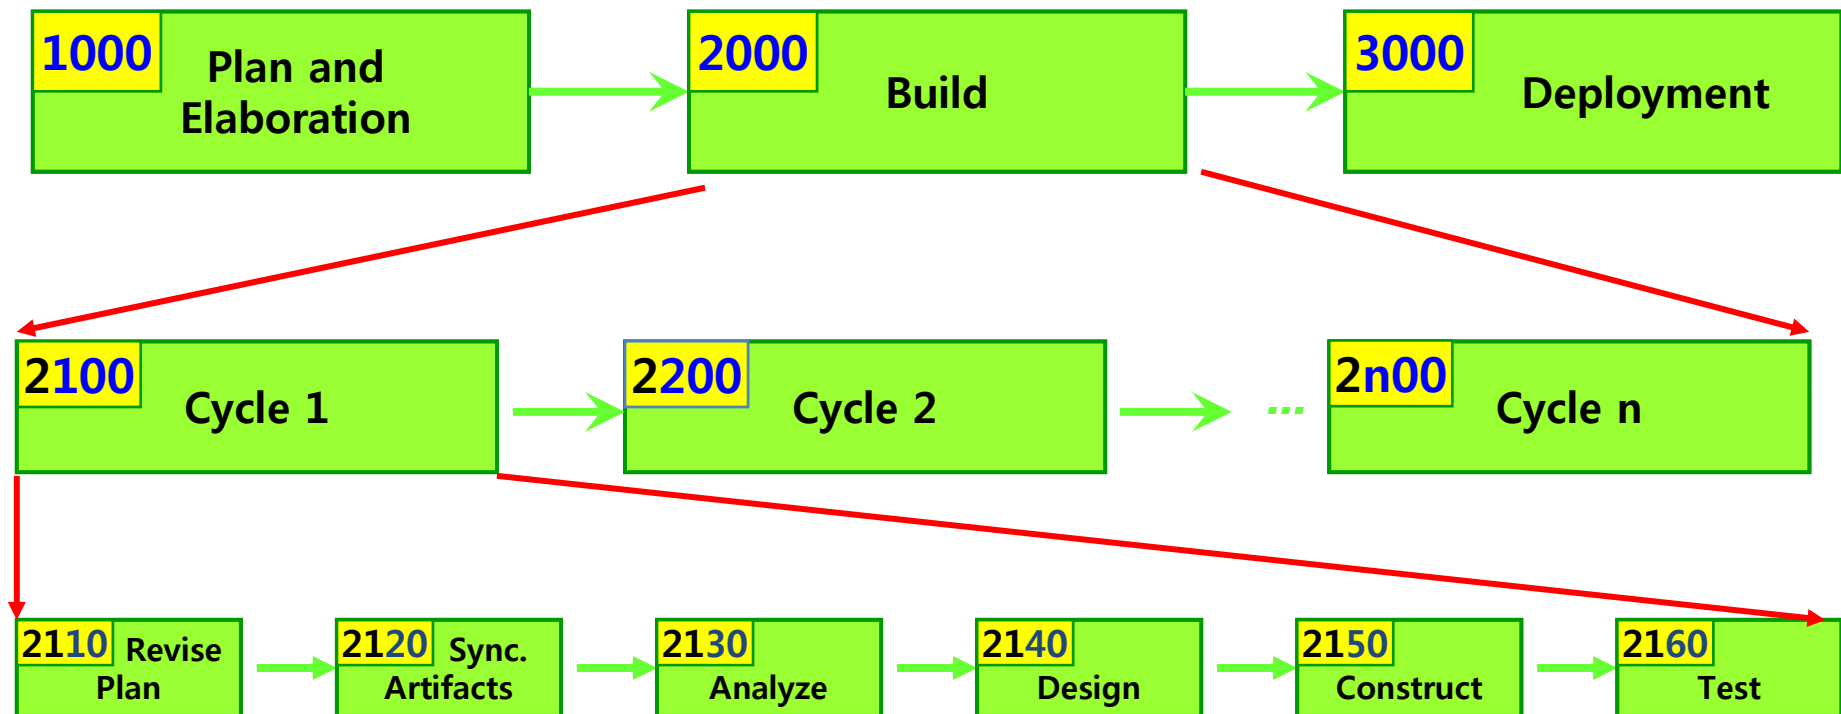 1000
Plan and
Elaboration
2000
Build
3000
Deployment
2100
Cycle 1
2200
Cycle 2
...
2n00
Cycle n
2110 Revise
Plan
2120 Sync.
Artifacts
2130
Analyze
2140
Design
2150
Construct
2160
Test